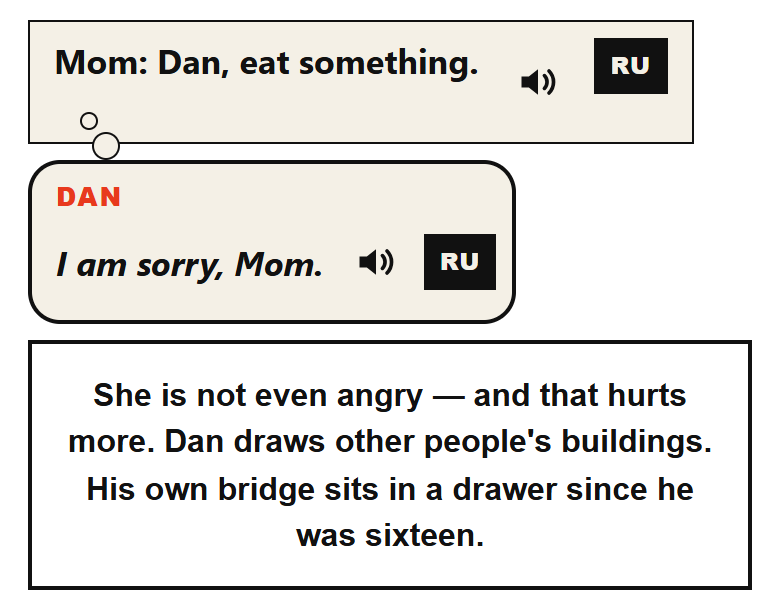 Mom: Dan, eat something.
RU
DAN
I am sorry, Mom.
RU
She is not even angry — and that hurts
more. Dan draws other people's buildings.
His own bridge sits in a drawer since he
was sixteen.